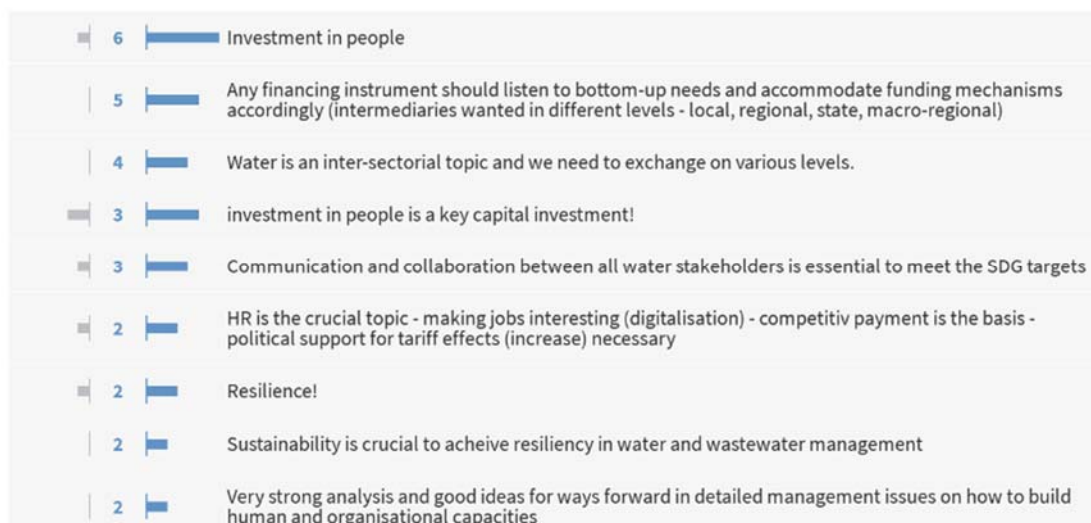 6 Investment in people
5 Any financing instrument should listen to bottom-up needs and accommodate funding mechanisms
accordingly (intermediaries wanted in different levels - local, regional, state, macro-regional)
4 Water is an inter-sectorial topic and we need to exchange on various levels.
3 investment in people is a key capital investment!
3 Communication and collaboration between all water stakeholders is essential to meet the SDG targets
2 HR is the crucial topic - making jobs interesting (digitalisation) - competitiv payment is the basis -
political support for tariff effects (increase) necessary
2 Resilience!
2 Sustainability is crucial to acheive resiliency in water and wastewater management
2 Very strong analysis and good ideas for ways forward in detailed management issues on how to build
human and organisational capacities